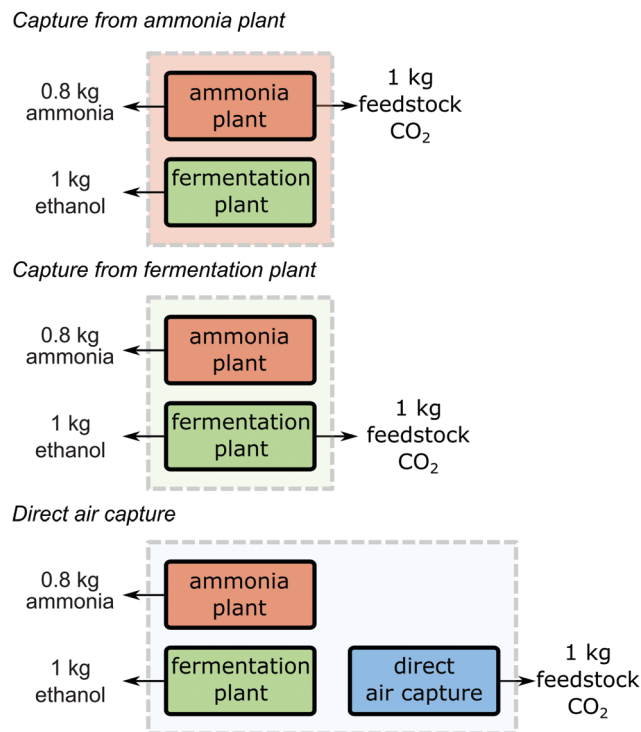 Capture from ammonia plant
0.8 kg
ammonia
ammonia
plant
1 kg
feedstock
CO₂
1 kg
ethanol
fermentation
plant
Capture from fermentation plant
0.8 kg
ammonia
ammonia
plant
1 kg
ethanol
fermentation
plant
1 kg
feedstock
CO₂
Direct air capture
0.8 kg
ammonia
ammonia
plant
1 kg
ethanol
fermentation
plant
direct
air capture
1 kg
feedstock
CO₂